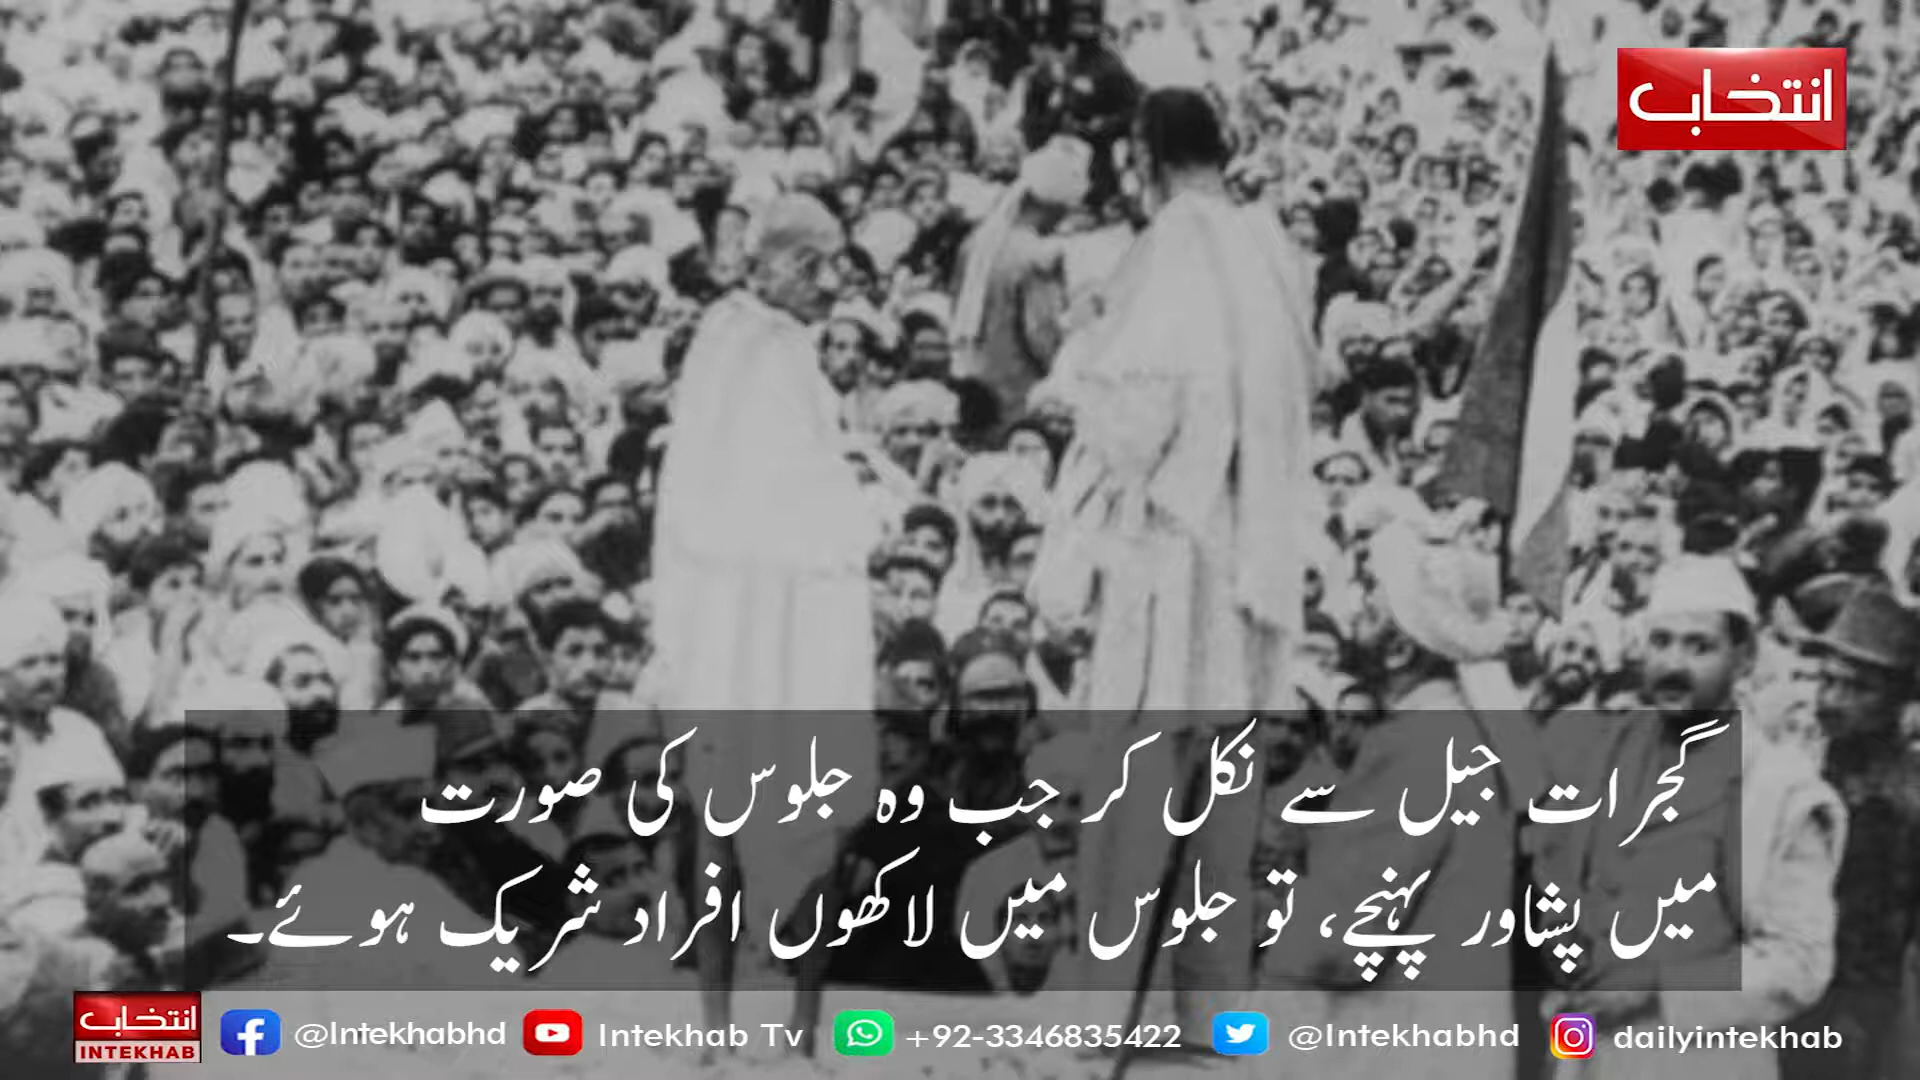 انتخاب
گجرات جیل سے نکل کر جب وہ جلوس کی صورت
میں پشاور پہنچے، تو جلوس میں لاکھوں افراد شریک ہوئے۔
انتخاب
INTEKHAB
@Intekhabhd
Intekhab Tv
+92-3346835422
@Intekhabhd
dailyintekhab